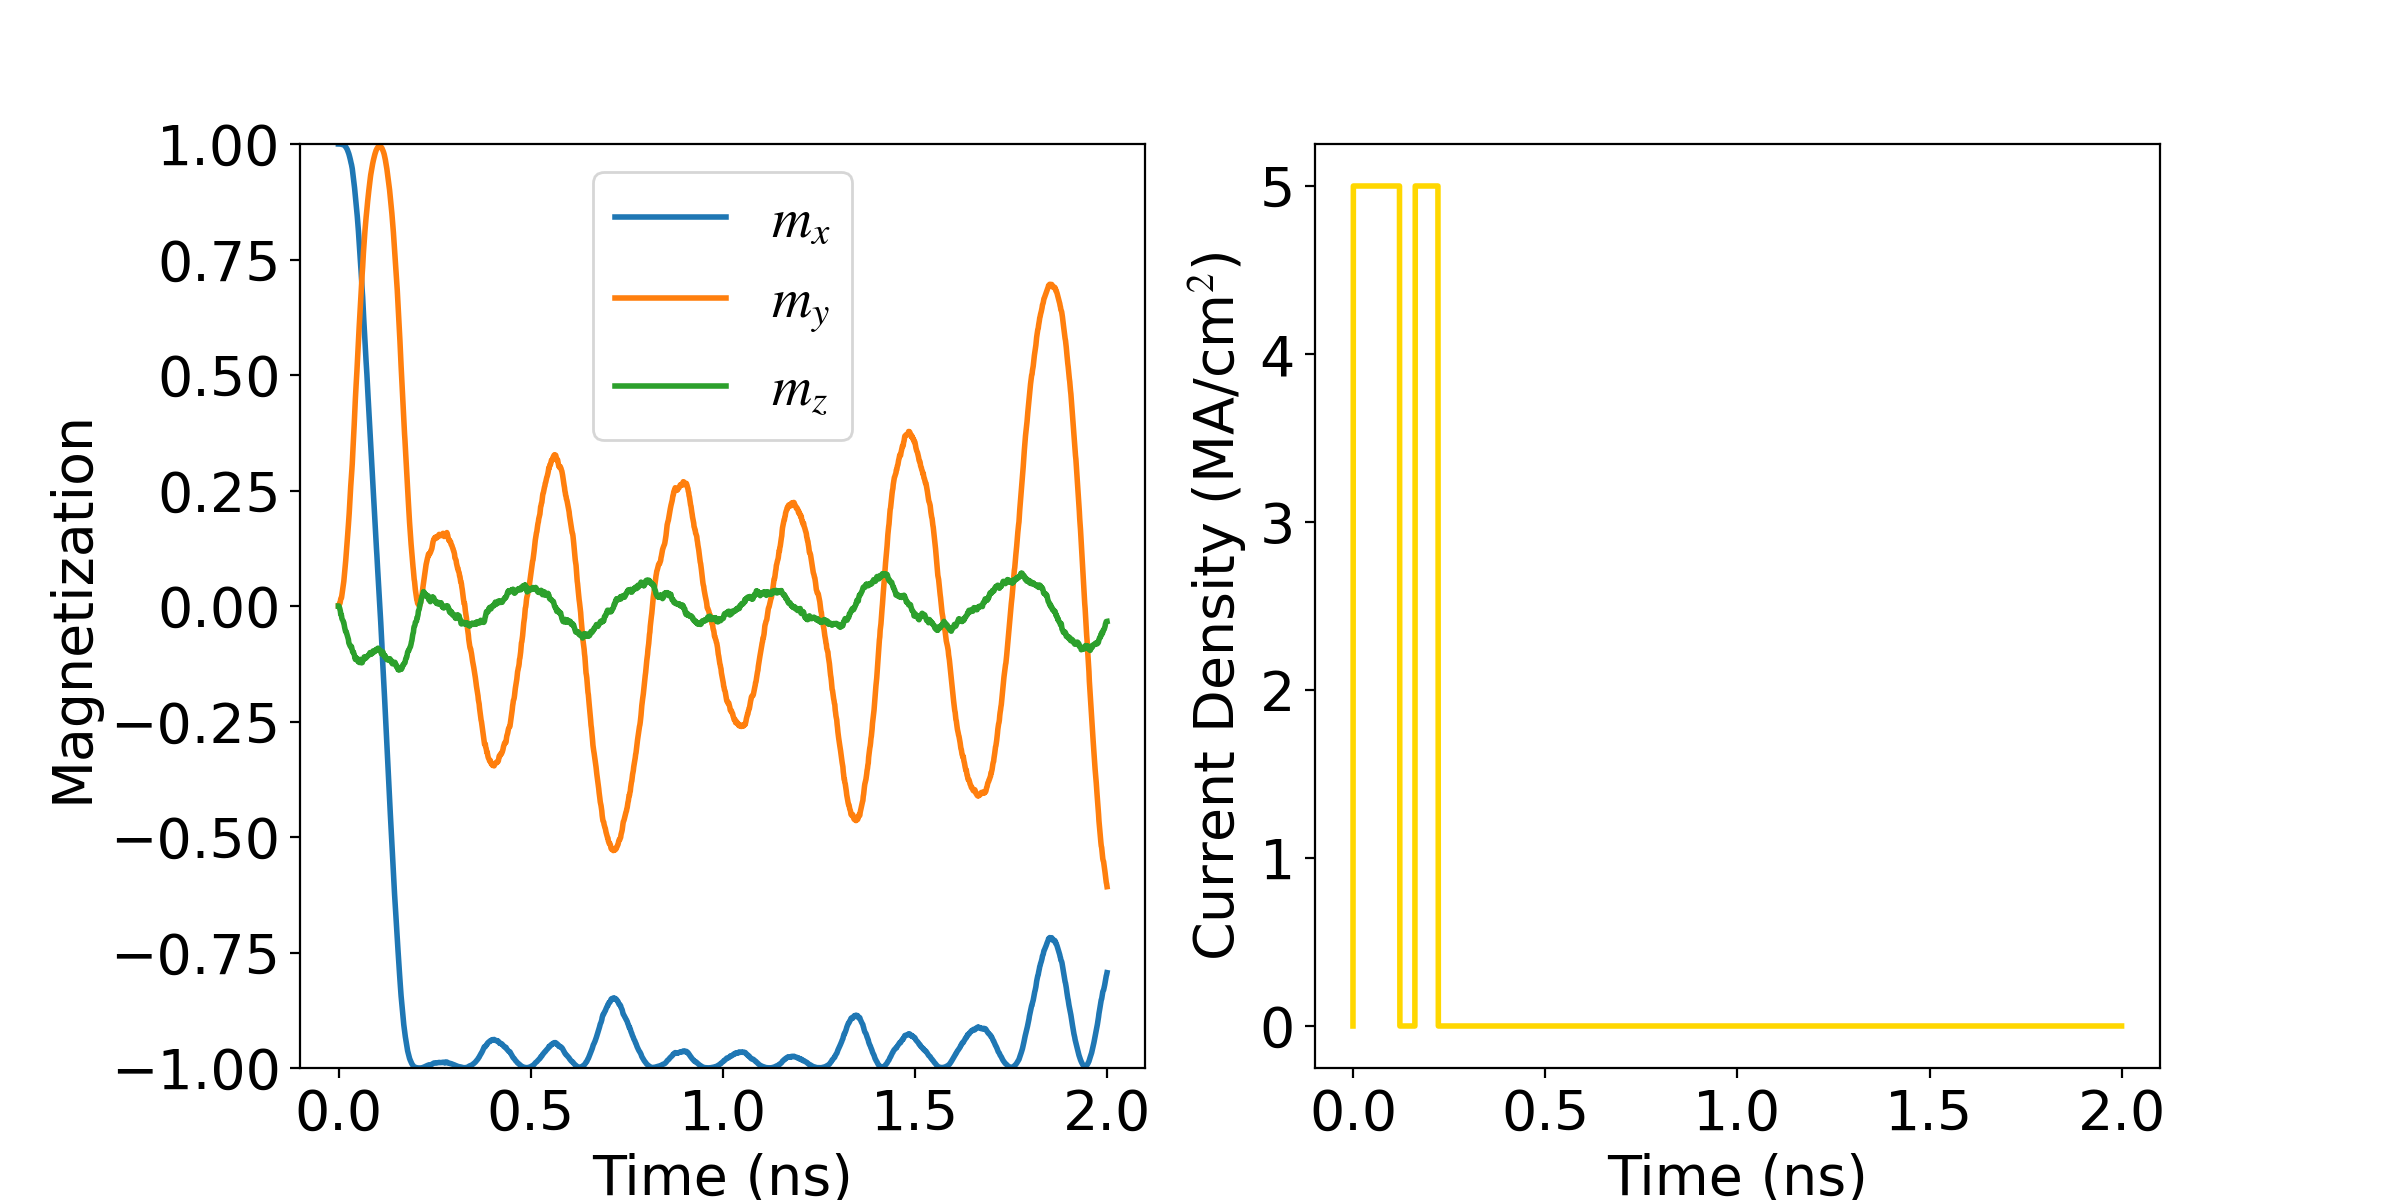 1.00
0.75
0.50
0.25
0.00
−0.25
−0.50
−0.75
−1.00
Magnetization
0.0 0.5 1.0 1.5 2.0
Time (ns)
m_x
m_y
m_z
5
4
3
2
1
0
Current Density (MA/cm²)
0.0 0.5 1.0 1.5 2.0
Time (ns)